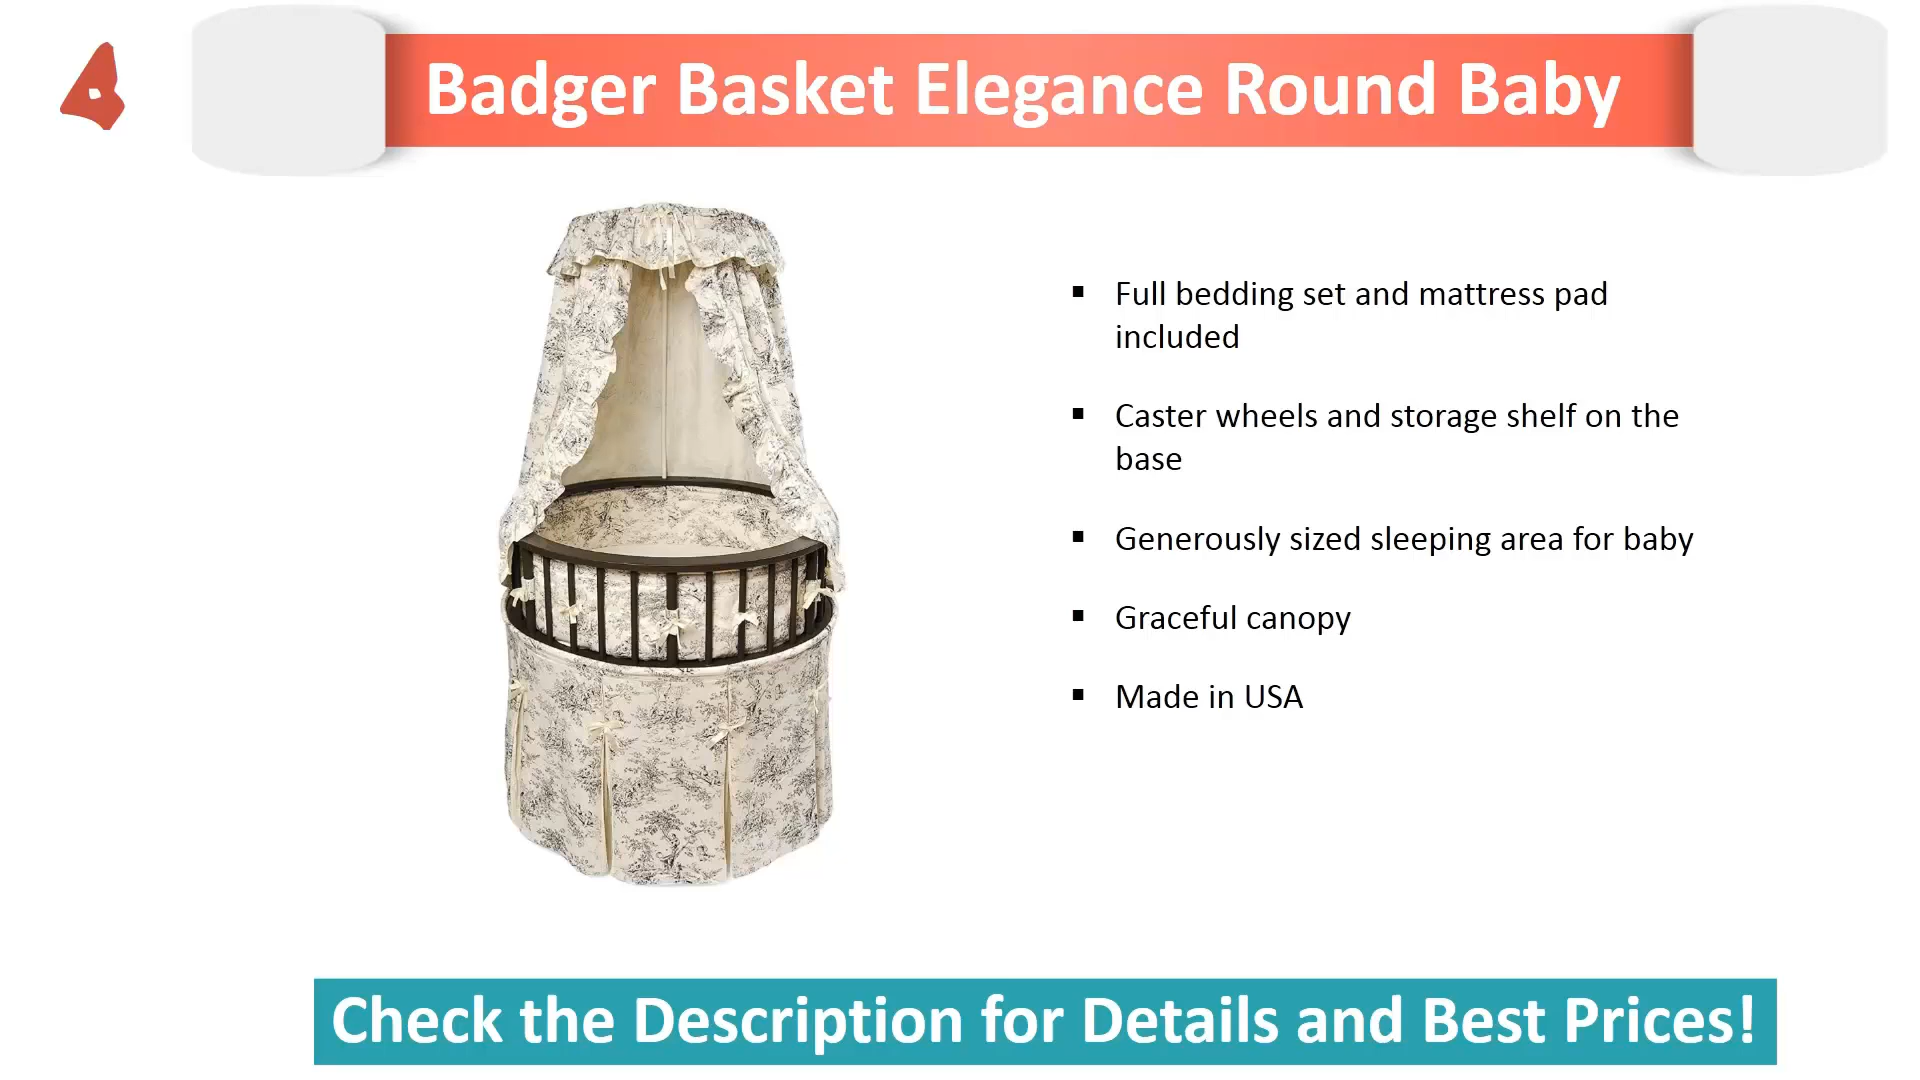 4
Badger Basket Elegance Round Baby
▪ Full bedding set and mattress pad
included
▪ Caster wheels and storage shelf on the
base
▪ Generously sized sleeping area for baby
▪ Graceful canopy
▪ Made in USA
Check the Description for Details and Best Prices!